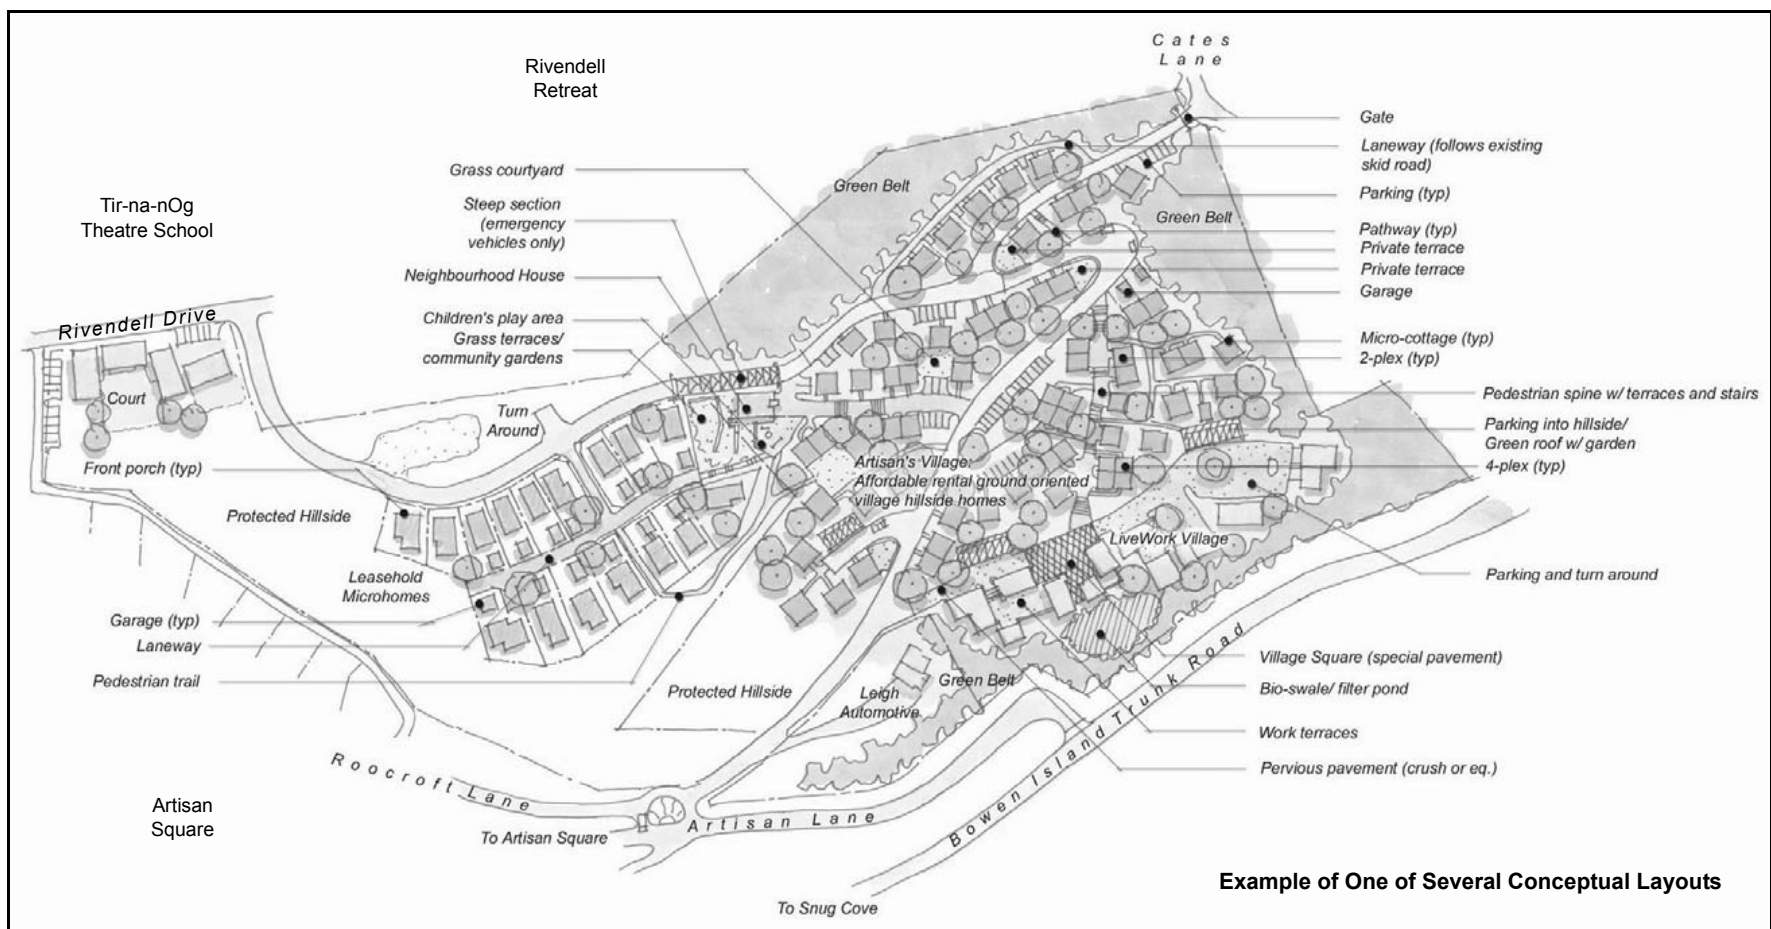 Cates
Lane
Rivendell
Retreat
Gate
Laneway (follows existing
skid road)
Grass courtyard
Green Belt
Parking (typ)
Steep section
(emergency
vehicles only)
Tir-na-nOg
Theatre School
Green Belt
Pathway (typ)
Private terrace
Private terrace
Neighbourhood House
Garage
Children's play area
Rivendell Drive
Grass terraces/
community gardens
Micro-cottage (typ)
2-plex (typ)
Court
Pedestrian spine w/ terraces and stairs
Turn
Around
Parking into hillside/
Green roof w/ garden
Front porch (typ)
Artisan's Village:
Affordable rental ground oriented
village hillside homes
4-plex (typ)
Protected Hillside
LiveWork Village
Leasehold
Microhomes
Parking and turn around
Garage (typ)
Laneway
Village Square (special pavement)
Pedestrian trail
Protected Hillside
Green Belt
Leigh
Automotive
Bio-swale/ filter pond
Work terraces
Pervious pavement (crush or eq.)
Roocroft Lane
Bowen Island Trunk Road
Artisan
Square
Artisan Lane
To Artisan Square
Example of One of Several Conceptual Layouts
To Snug Cove